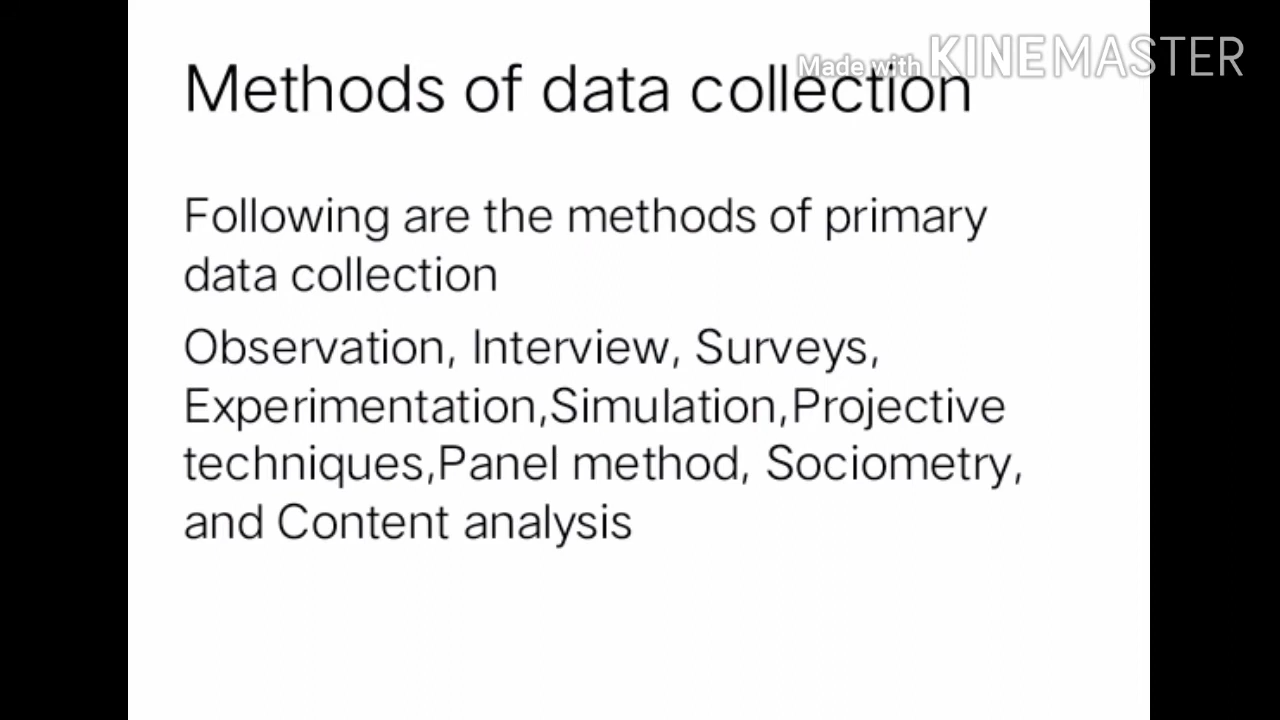 Made with KINEMASTER
Methods of data collection
Following are the methods of primary
data collection
Observation, Interview, Surveys,
Experimentation,Simulation,Projective
techniques,Panel method, Sociometry,
and Content analysis